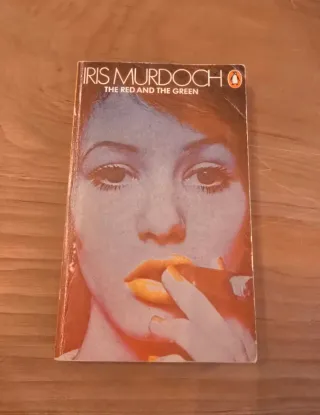 IRIS MURDOCH
THE RED AND THE GREEN